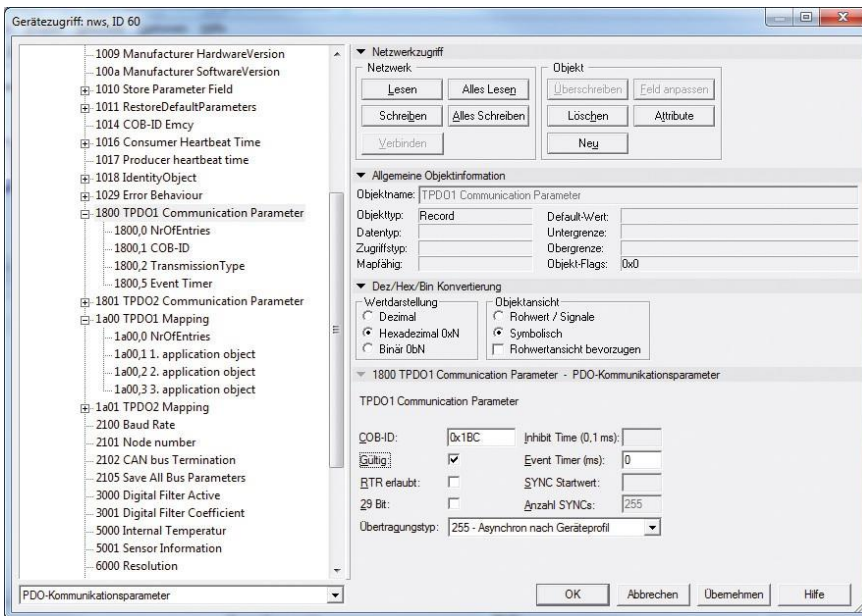 Gerätezugriff: nws, ID 60
1009 Manufacturer HardwareVersion
100a Manufacturer SoftwareVersion
1010 Store Parameter Field
1011 RestoreDefaultParameters
1014 COB-ID Emcy
1016 Consumer Heartbeat Time
1017 Producer heartbeat time
1018 IdentityObject
1029 Error Behaviour
1800 TPDO1 Communication Parameter
1800,0 NrOfEntries
1800,1 COB-ID
1800,2 TransmissionType
1800,5 Event Timer
1801 TPDO2 Communication Parameter
1a00 TPDO1 Mapping
1a00,0 NrOfEntries
1a00,1 1. application object
1a00,2 2. application object
1a00,3 3. application object
1a01 TPDO2 Mapping
2100 Baud Rate
2101 Node number
2102 CAN bus Termination
2105 Save All Bus Parameters
3000 Digital Filter Active
3001 Digital Filter Coefficient
5000 Internal Temperatur
5001 Sensor Information
6000 Resolution
PDO-Kommunikationsparameter
Netzwerkzugriff
Netzwerk
Lesen Alles Lesen
Schreiben Alles Schreiben
Verbinden
Objekt
Überschreiben Feld anpassen
Löschen Attribute
Neu
Allgemeine Objektinformation
Objektname: TPDO1 Communication Parameter
Objekttyp: Record Default-Wert:
Datentyp: Untergrenze:
Zugriffstyp: Obergrenze:
Mapfähig: Objekt-Flags: 0x0
Dez/Hex/Bin Konvertierung
Wertdarstellung
Dezimal
Hexadezimal 0xN
Binär 0bN
Objektansicht
Rohwert / Signale
Symbolisch
Rohwertansicht bevorzugen
1800 TPDO1 Communication Parameter - PDO-Kommunikationsparameter
TPDO1 Communication Parameter
COB-ID: 0x1BC Inhibit Time (0,1 ms):
Gültig: Event Timer (ms): 0
RTR erlaubt: SYNC Startwert:
29 Bit: Anzahl SYNCs: 255
Übertragungstyp: 255 - Asynchron nach Geräteprofil
OK Abbrechen Übernehmen Hilfe